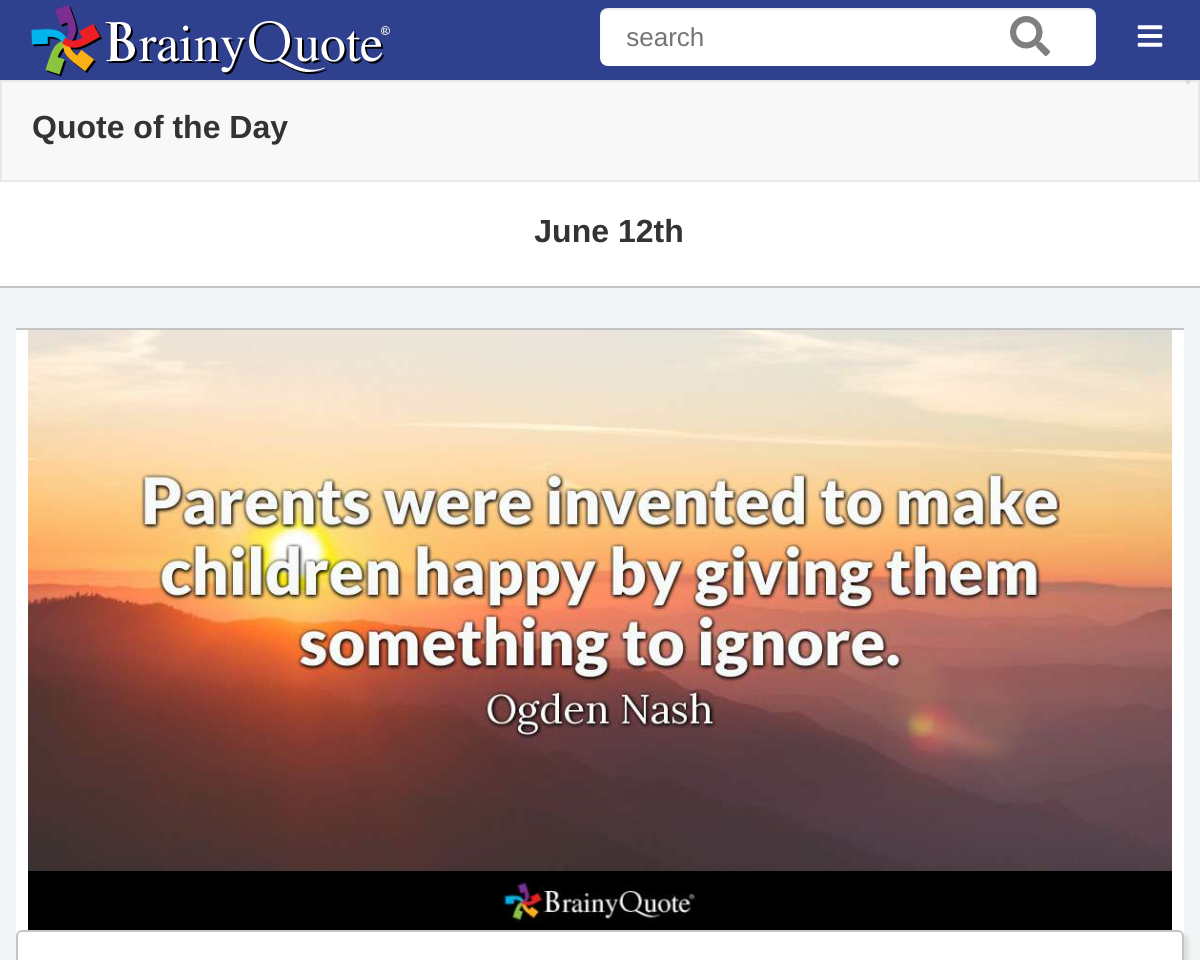 BrainyQuote®
search
Quote of the Day
June 12th
Parents were invented to make
children happy by giving them
something to ignore.
Ogden Nash
BrainyQuote®